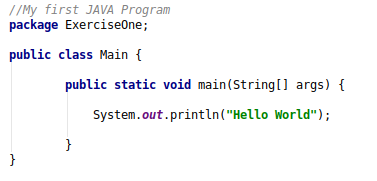 //My first JAVA Program
package ExerciseOne;
public class Main {
public static void main(String[] args) {
System.out.println("Hello World");
}
}